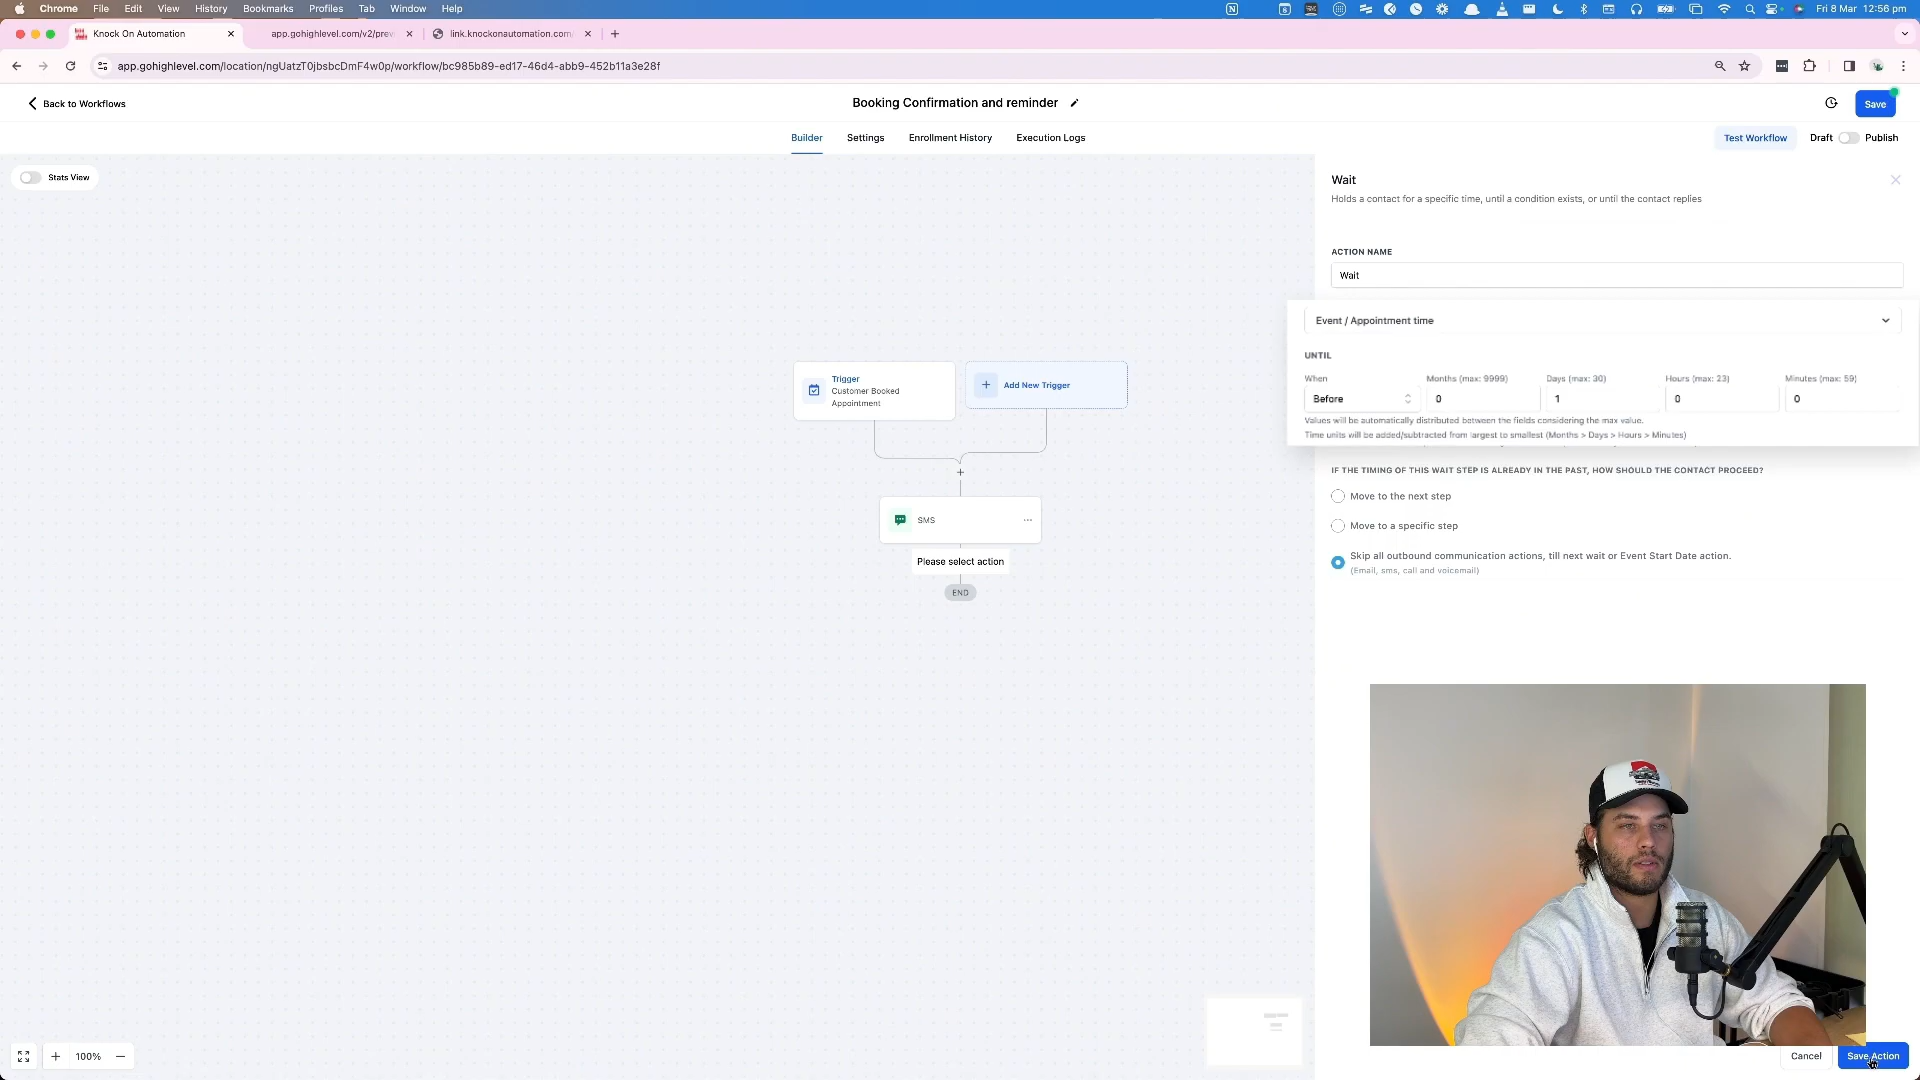 Chrome File Edit View History Bookmarks Profiles Tab Window Help Fri 8 Mar 12:56 pm
Knock On Automation app.gohighlevel.com/v2/prev link.knockonautomation.com
app.gohighlevel.com/location/ngUatzT0jbsbcDmF4w0p/workflow/bc985b89-ed17-46d4-abb9-452b11a3e28f
Back to Workflows Booking Confirmation and reminder Save
Builder Settings Enrollment History Execution Logs Test Workflow Draft Publish
Stats View
Wait
Holds a contact for a specific time, until a condition exists, or until the contact replies
ACTION NAME
Wait
Event / Appointment time
UNTIL
When Months (max: 9999) Days (max: 30) Hours (max: 23) Minutes (max: 59)
Before 0 1 0 0
Values will be automatically distributed between the fields considering the max value.
Time units will be added/subtracted from largest to smallest (Months > Days > Hours > Minutes)
IF THE TIMING OF THIS WAIT STEP IS ALREADY IN THE PAST, HOW SHOULD THE CONTACT PROCEED?
Move to the next step
Move to a specific step
Skip all outbound communication actions, till next wait or Event Start Date action.
(Email, sms, call and voicemail)
Trigger
Customer Booked
Appointment
Add New Trigger
SMS
Please select action
END
100%
Cancel Save Action